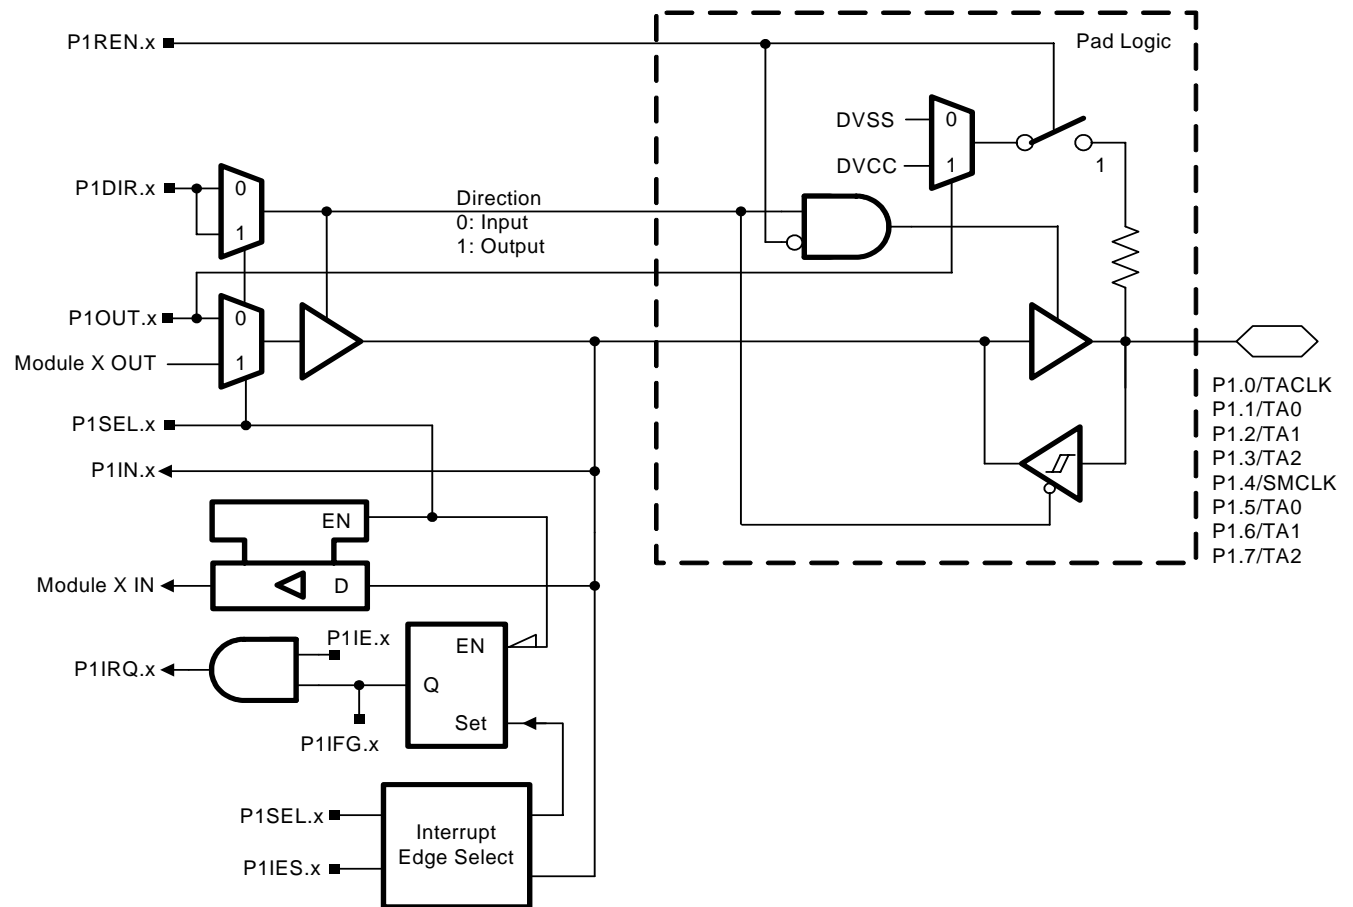 P1REN.x
Pad Logic
DVSS
0
DVCC
1
1
P1DIR.x
0
1
Direction
0: Input
1: Output
P1OUT.x
0
Module X OUT
1
P1SEL.x
P1IN.x
EN
Module X IN
D
P1.0/TACLK
P1.1/TA0
P1.2/TA1
P1.3/TA2
P1.4/SMCLK
P1.5/TA0
P1.6/TA1
P1.7/TA2
P1IE.x
P1IRQ.x
EN
Q
Set
P1IFG.x
P1SEL.x
P1IES.x
Interrupt
Edge Select